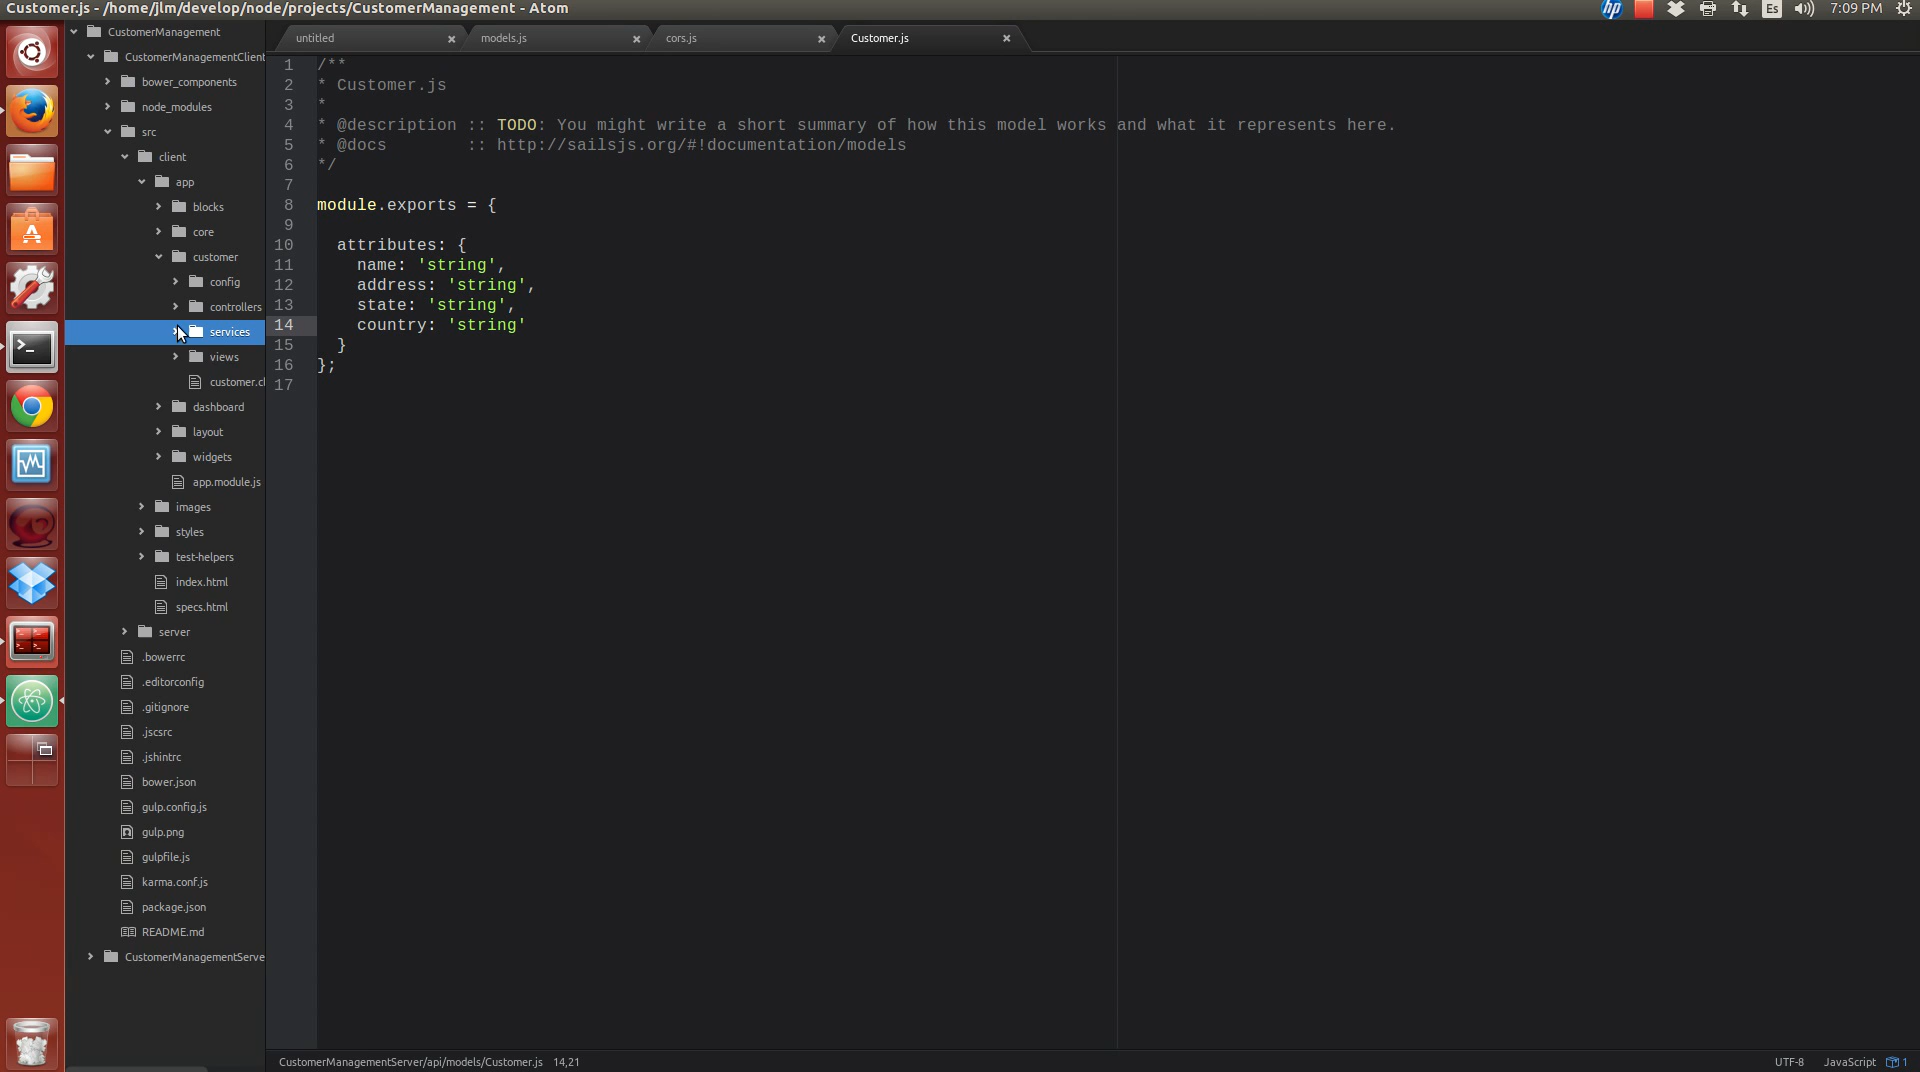 Customer.js - /home/jlm/develop/node/projects/CustomerManagement - Atom
hp
Es
7:09 PM
CustomerManagement
CustomerManagementClient
bower_components
node_modules
src
client
app
blocks
core
customer
config
controllers
services
views
customer.cl
dashboard
layout
widgets
app.module.js
images
styles
test-helpers
index.html
specs.html
server
.bowerrc
.editorconfig
.gitignore
.jscsrc
.jshintrc
bower.json
gulp.config.js
gulp.png
gulpfile.js
karma.conf.js
package.json
README.md
CustomerManagementServe
untitled
models.js
cors.js
Customer.js
1 /**
2 * Customer.js
3 *
4 * @description :: TODO: You might write a short summary of how this model works and what it represents here.
5 * @docs        :: http://sailsjs.org/#!documentation/models
6 */
7
8 module.exports = {
9
10   attributes: {
11     name: 'string',
12     address: 'string',
13     state: 'string',
14     country: 'string'
15   }
16 };
17
CustomerManagementServer/api/models/Customer.js 14,21
UTF-8 JavaScript 1